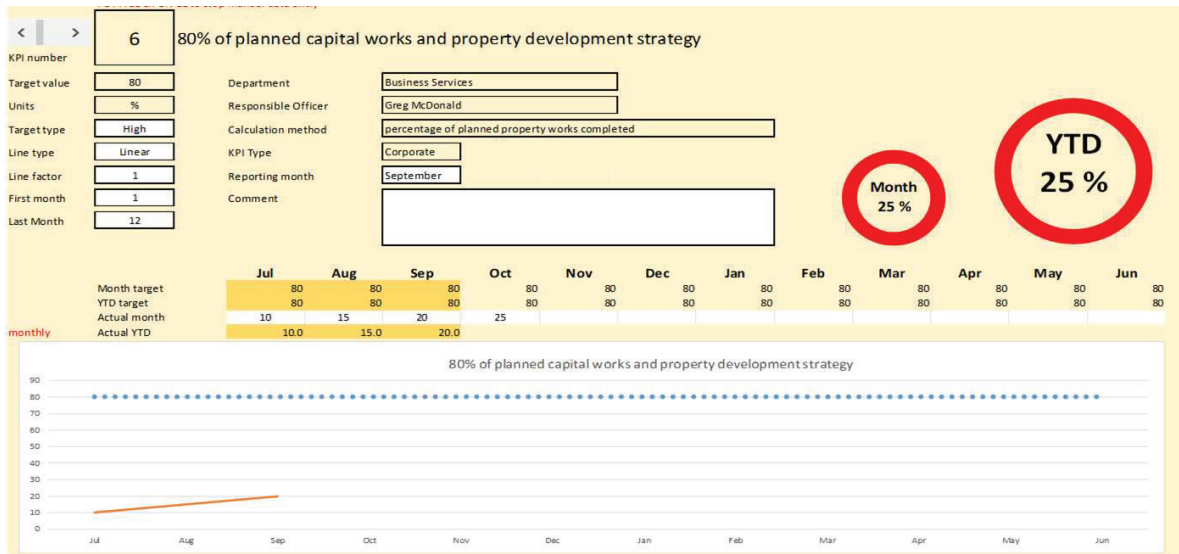 6 80% of planned capital works and property development strategy
KPI number
Target value 80 Department Business Services
Units % Responsible Officer Greg McDonald
Target type High Calculation method percentage of planned property works completed
Line type Linear KPI Type Corporate
Line factor 1 Reporting month September
First month 1 Comment
Last Month 12
Month
25 %
YTD
25 %
Jul Aug Sep Oct Nov Dec Jan Feb Mar Apr May Jun
Month target 80 80 80 80 80 80 80 80 80 80 80 80
YTD target 80 80 80 80 80 80 80 80 80 80 80 80
Actual month 10 15 20 25
monthly Actual YTD 10.0 15.0 20.0
80% of planned capital works and property development strategy
90
80
70
60
50
40
30
20
10
0
Jul Aug Sep Oct Nov Dec Jan Feb Mar Apr May Jun